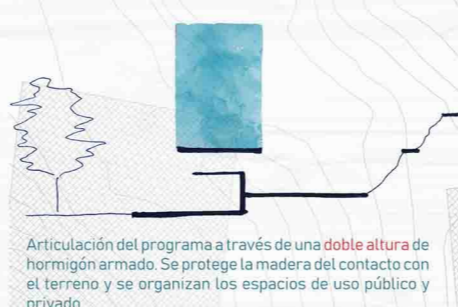 Articulación del programa a través de una doble altura de
hormigón armado. Se protege la madera del contacto con
el terreno y se organizan los espacios de uso público y
privado